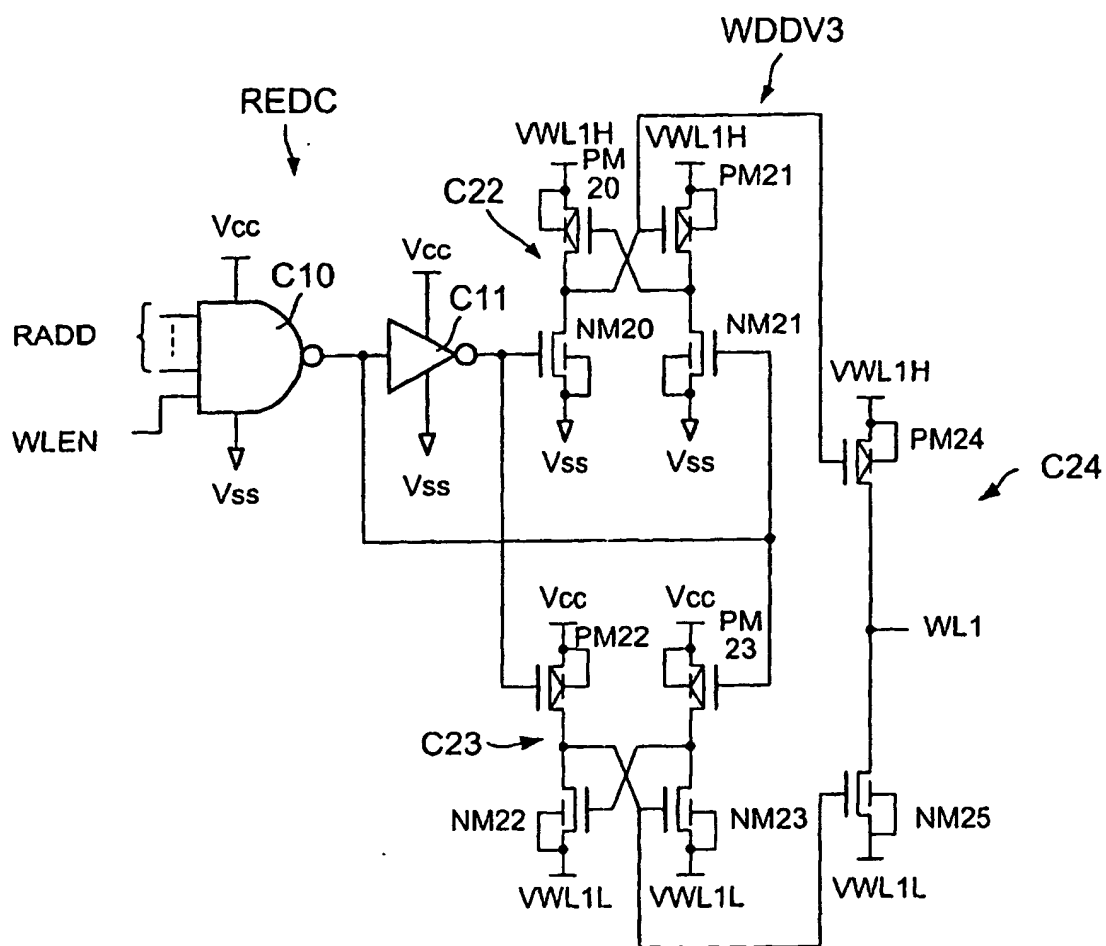 WDDV3
REDC
VWL1H
VWL1H
PM
20
PM21
C22
Vcc
C10
Vcc
C11
RADD
NM20
NM21
WLEN
Vss
Vss
Vss
Vss
VWL1H
PM24
C24
Vcc
PM22
Vcc
PM
23
WL1
C23
NM22
NM23
NM25
VWL1L
VWL1L
VWL1L